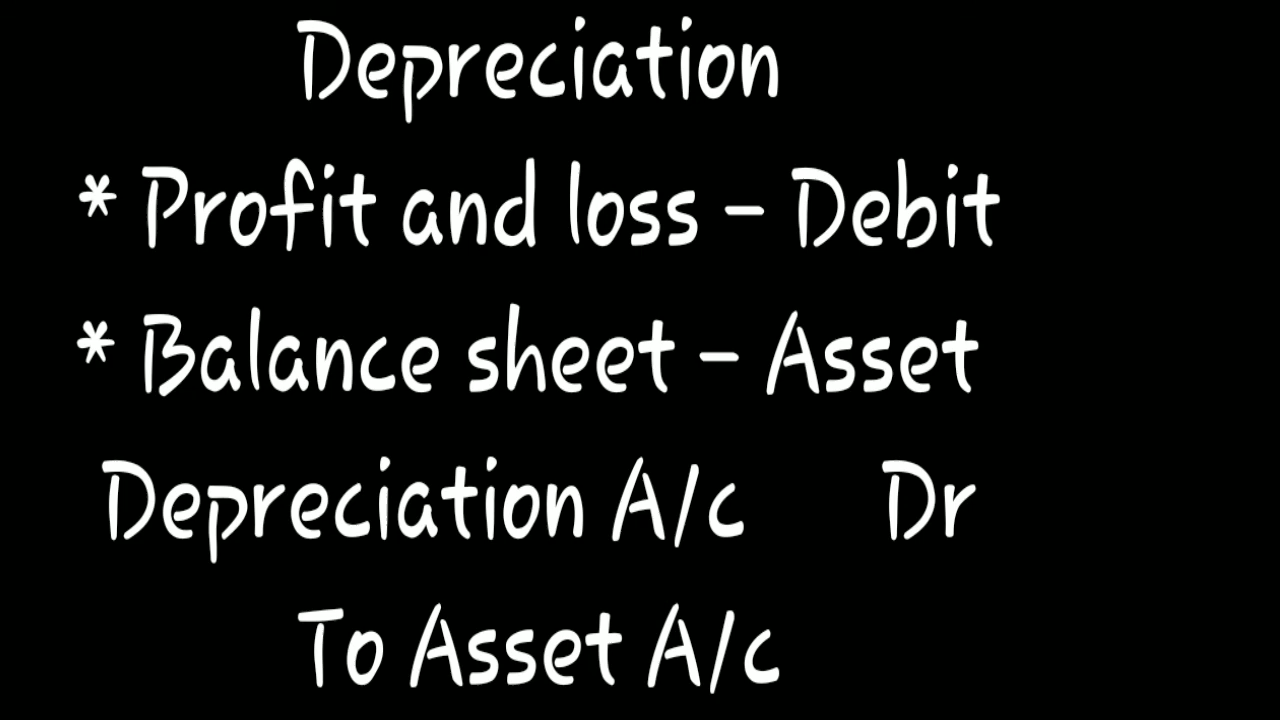 Depreciation
* Profit and loss - Debit
* Balance sheet - Asset
Depreciation A/c Dr
To Asset A/c